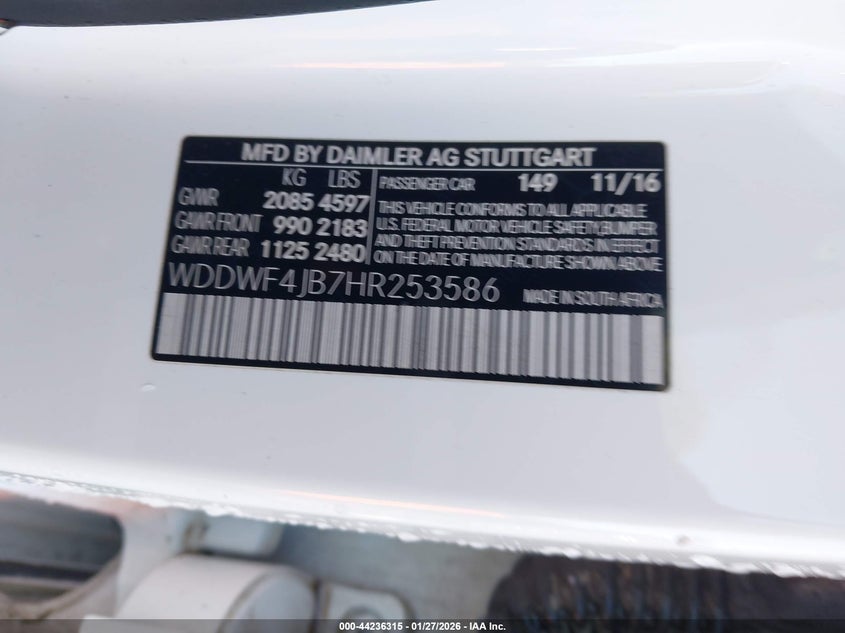 MFD BY DAIMLER AG STUTTGART
KG LBS
GVWR 2085 4597
GAWR FRONT 990 2183
GAWR REAR 1125 2480
PASSENGER CAR 149 11/16
THIS VEHICLE CONFORMS TO ALL APPLICABLE
U.S. FEDERAL MOTOR VEHICLE SAFETY, BUMPER
AND THEFT PREVENTION STANDARDS IN EFFECT
ON THE DATE OF MANUFACTURE SHOWN ABOVE
WDDWF4JB7HR253586
MADE IN SOUTH AFRICA
000-44236315 - 01/27/2026 - IAA Inc.